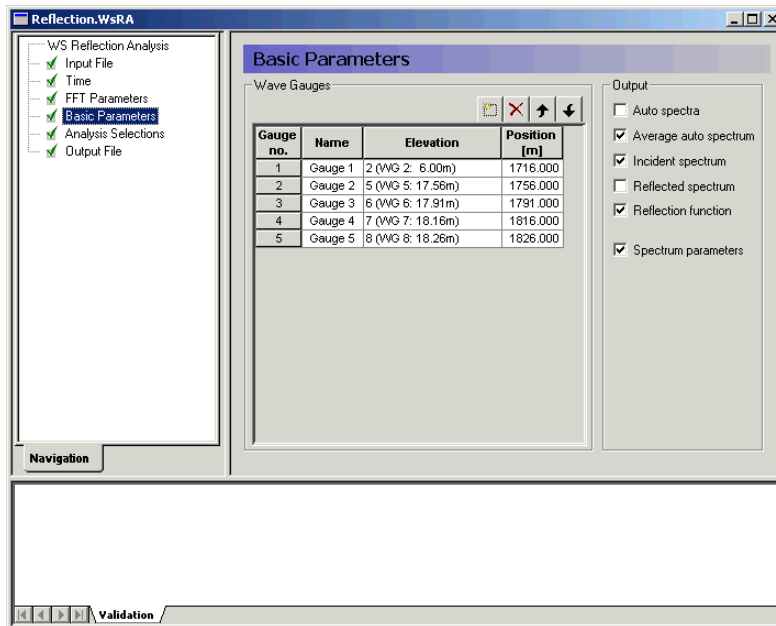 Reflection.WsRA
WS Reflection Analysis
Input File
Time
FFT Parameters
Basic Parameters
Analysis Selections
Output File
Navigation
Basic Parameters
Wave Gauges
Gauge no. Name Elevation Position [m]
1 Gauge 1 2 (WG 2: 6.00m) 1716.000
2 Gauge 2 5 (WG 5: 17.56m) 1756.000
3 Gauge 3 6 (WG 6: 17.91m) 1791.000
4 Gauge 4 7 (WG 7: 18.16m) 1816.000
5 Gauge 5 8 (WG 8: 18.26m) 1826.000
Output
Auto spectra
Average auto spectrum
Incident spectrum
Reflected spectrum
Reflection function
Spectrum parameters
Validation